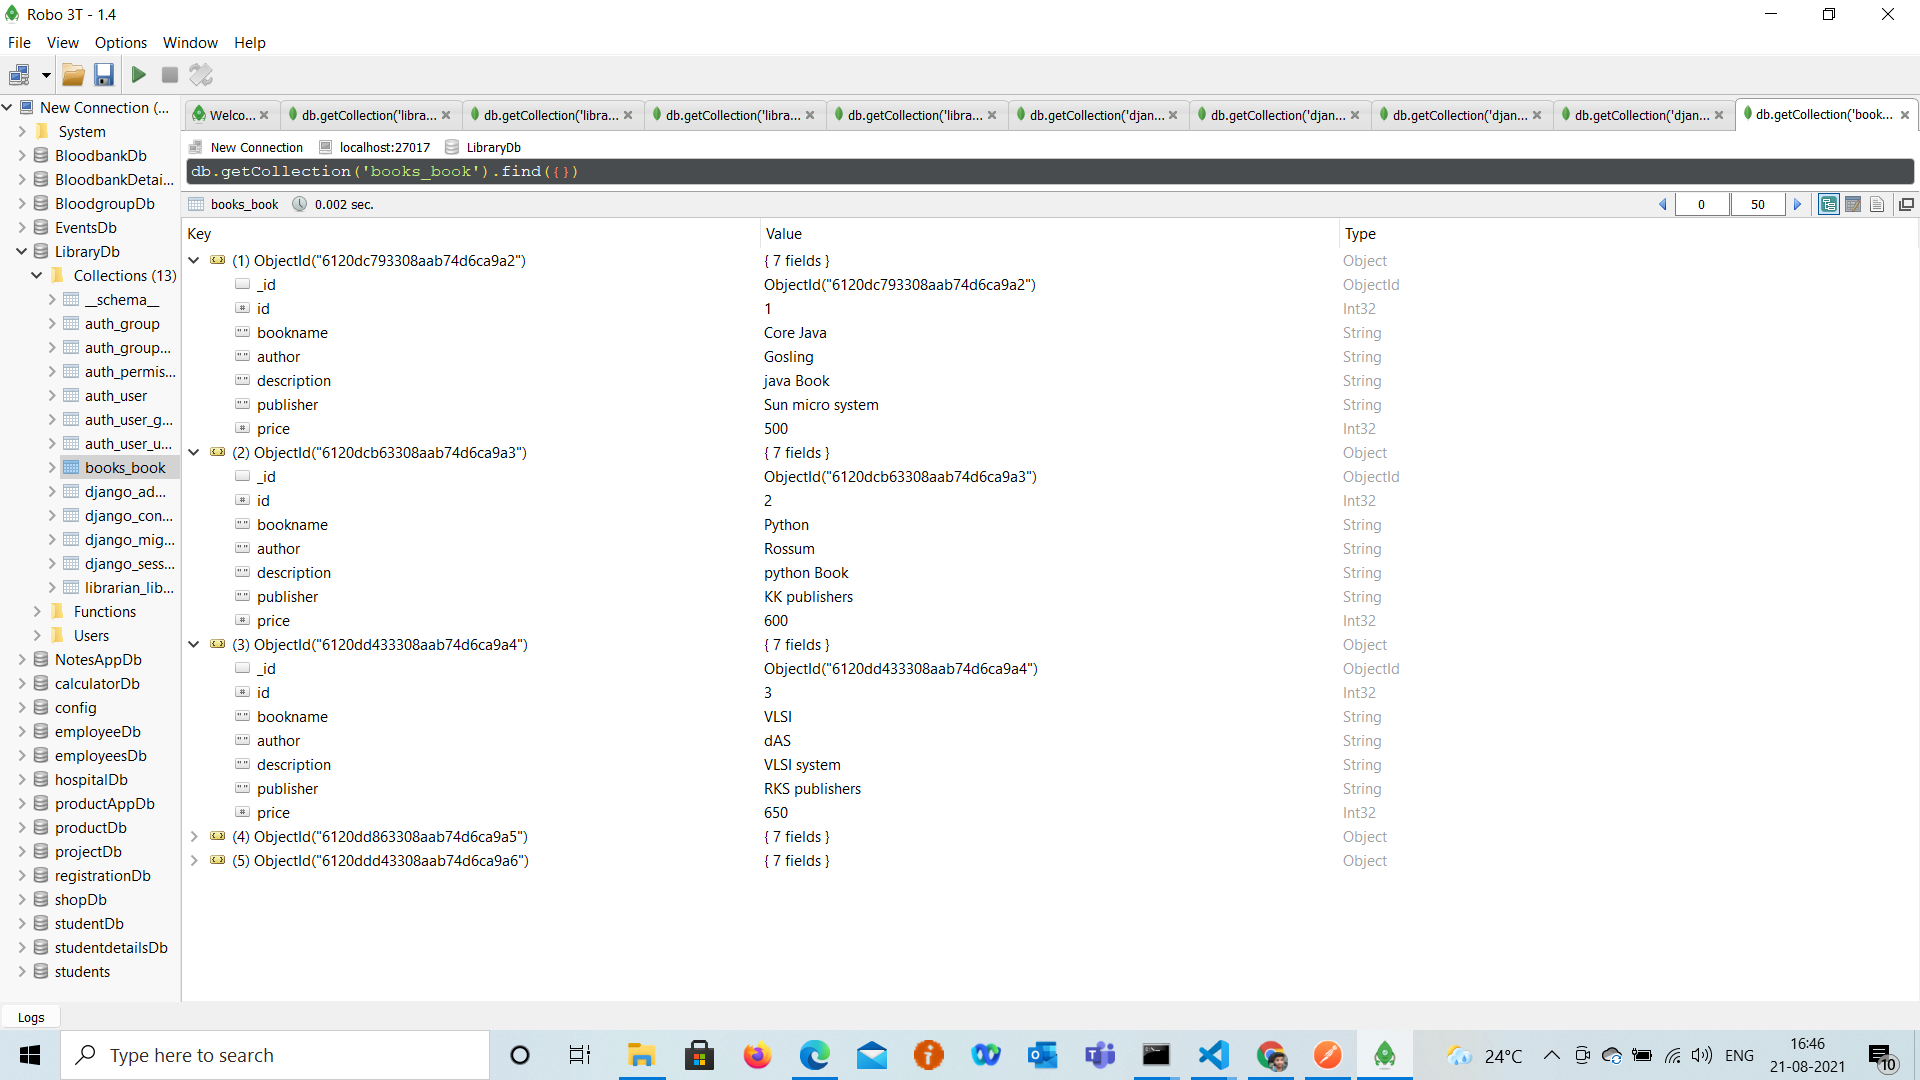 Robo 3T - 1.4
File View Options Window Help
New Connection (...
System
BloodbankDb
BloodbankDetai...
BloodgroupDb
EventsDb
LibraryDb
Collections (13)
__schema__
auth_group
auth_group...
auth_permis...
auth_user
auth_user_g...
auth_user_u...
books_book
django_ad...
django_con...
django_mig...
django_sess...
librarian_lib...
Functions
Users
NotesAppDb
calculatorDb
config
employeeDb
employeesDb
hospitalDb
productAppDb
productDb
projectDb
registrationDb
shopDb
studentDb
studentdetailsDb
students
Welco... db.getCollection('libra... db.getCollection('libra... db.getCollection('libra... db.getCollection('libra... db.getCollection('djan... db.getCollection('djan... db.getCollection('djan... db.getCollection('djan... db.getCollection('book...
New Connection localhost:27017 LibraryDb
db.getCollection('books_book').find({})
books_book 0.002 sec. 0 50
Key Value Type
(1) ObjectId("6120dc793308aab74d6ca9a2") { 7 fields } Object
_id ObjectId("6120dc793308aab74d6ca9a2") ObjectId
id 1 Int32
bookname Core Java String
author Gosling String
description java Book String
publisher Sun micro system String
price 500 Int32
(2) ObjectId("6120dcb63308aab74d6ca9a3") { 7 fields } Object
_id ObjectId("6120dcb63308aab74d6ca9a3") ObjectId
id 2 Int32
bookname Python String
author Rossum String
description python Book String
publisher KK publishers String
price 600 Int32
(3) ObjectId("6120dd433308aab74d6ca9a4") { 7 fields } Object
_id ObjectId("6120dd433308aab74d6ca9a4") ObjectId
id 3 Int32
bookname VLSI String
author dAS String
description VLSI system String
publisher RKS publishers String
price 650 Int32
(4) ObjectId("6120dd863308aab74d6ca9a5") { 7 fields } Object
(5) ObjectId("6120ddd43308aab74d6ca9a6") { 7 fields } Object
Logs
Type here to search
24°C ENG
16:46
21-08-2021
10